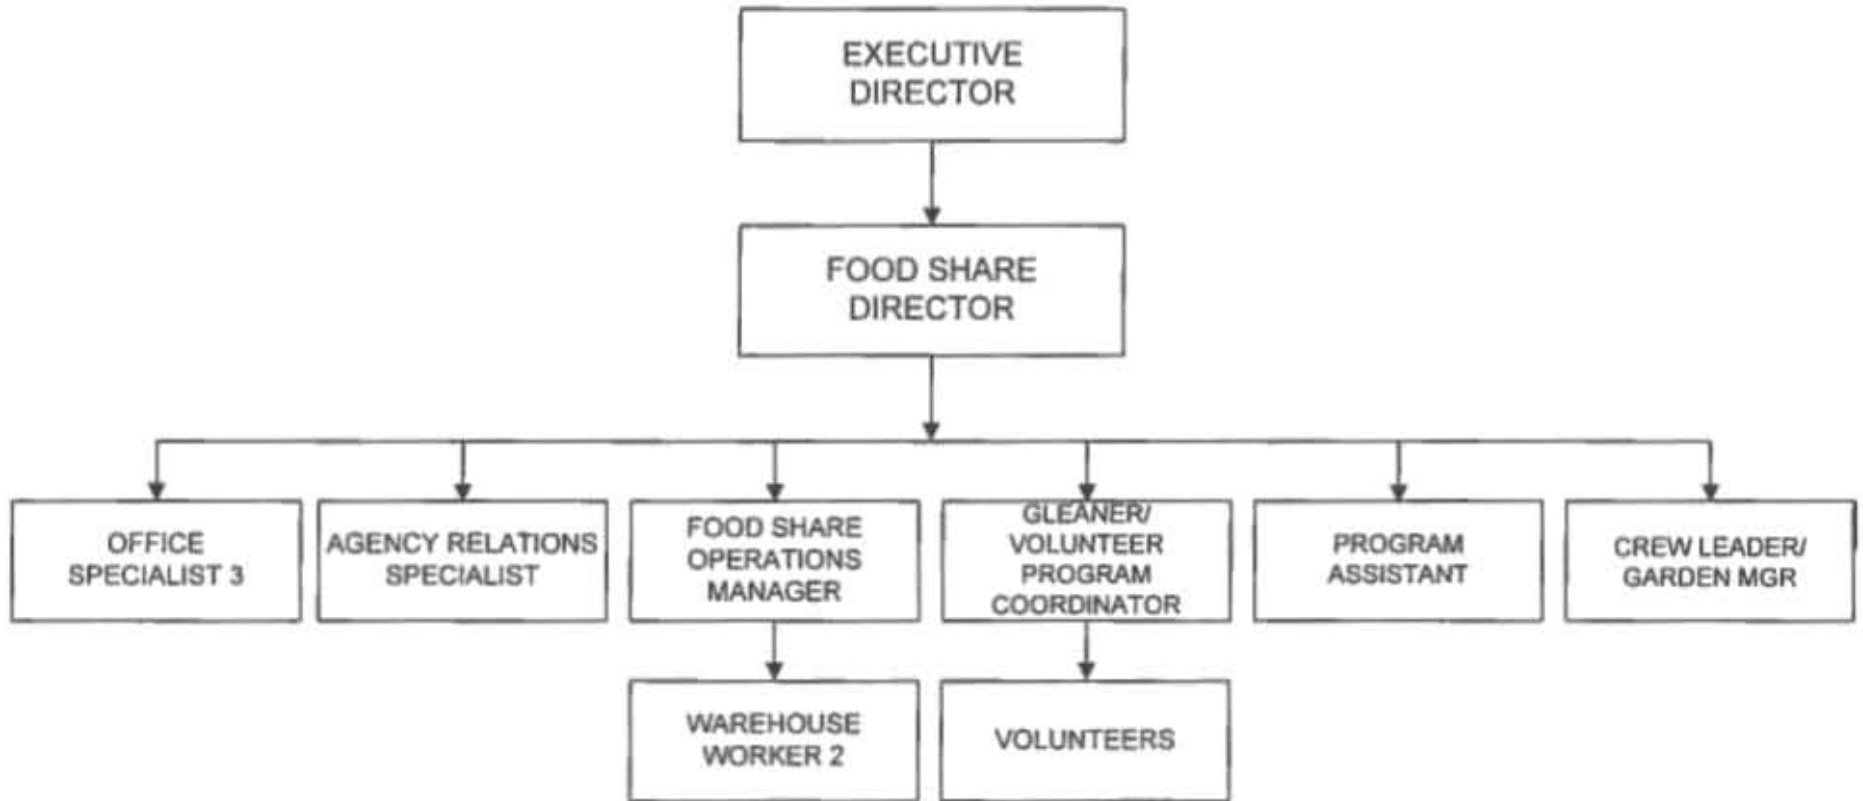 EXECUTIVE
DIRECTOR
FOOD SHARE
DIRECTOR
OFFICE
SPECIALIST 3
AGENCY RELATIONS
SPECIALIST
FOOD SHARE
OPERATIONS
MANAGER
GLEANER/
VOLUNTEER
PROGRAM
COORDINATOR
PROGRAM
ASSISTANT
CREW LEADER/
GARDEN MGR
WAREHOUSE
WORKER 2
VOLUNTEERS